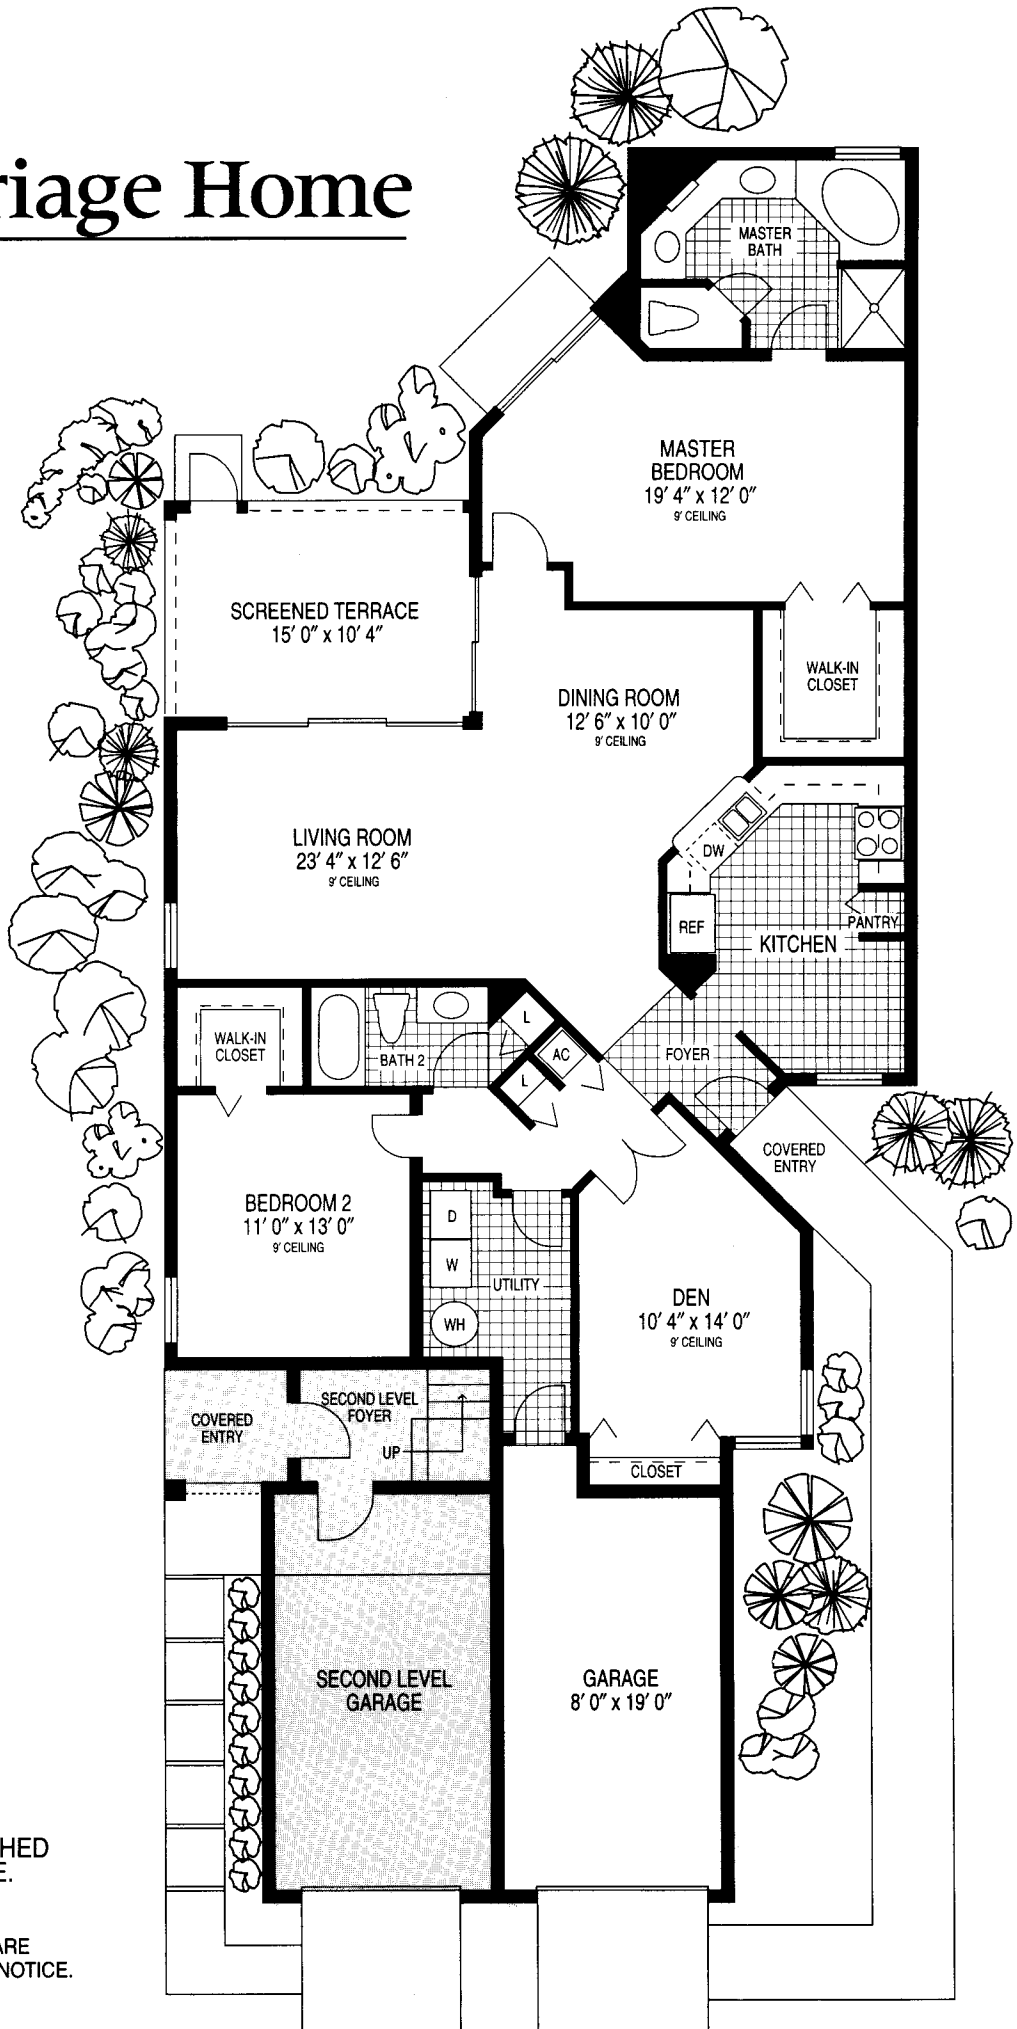 riage Home
MASTER
BATH
MASTER
BEDROOM
19' 4" x 12' 0"
9' CEILING
SCREENED TERRACE
15' 0" x 10' 4"
WALK-IN
CLOSET
DINING ROOM
12' 6" x 10' 0"
9' CEILING
LIVING ROOM
23' 4" x 12' 6"
9' CEILING
DW
REF
PANTRY
KITCHEN
WALK-IN
CLOSET
BATH 2
L
AC
L
FOYER
COVERED
ENTRY
BEDROOM 2
11' 0" x 13' 0"
9' CEILING
D
W
WH
UTILITY
DEN
10' 4" x 14' 0"
9' CEILING
COVERED
ENTRY
SECOND LEVEL
FOYER
UP
CLOSET
SECOND LEVEL
GARAGE
GARAGE
8' 0" x 19' 0"
HED
E.
ARE
NOTICE.